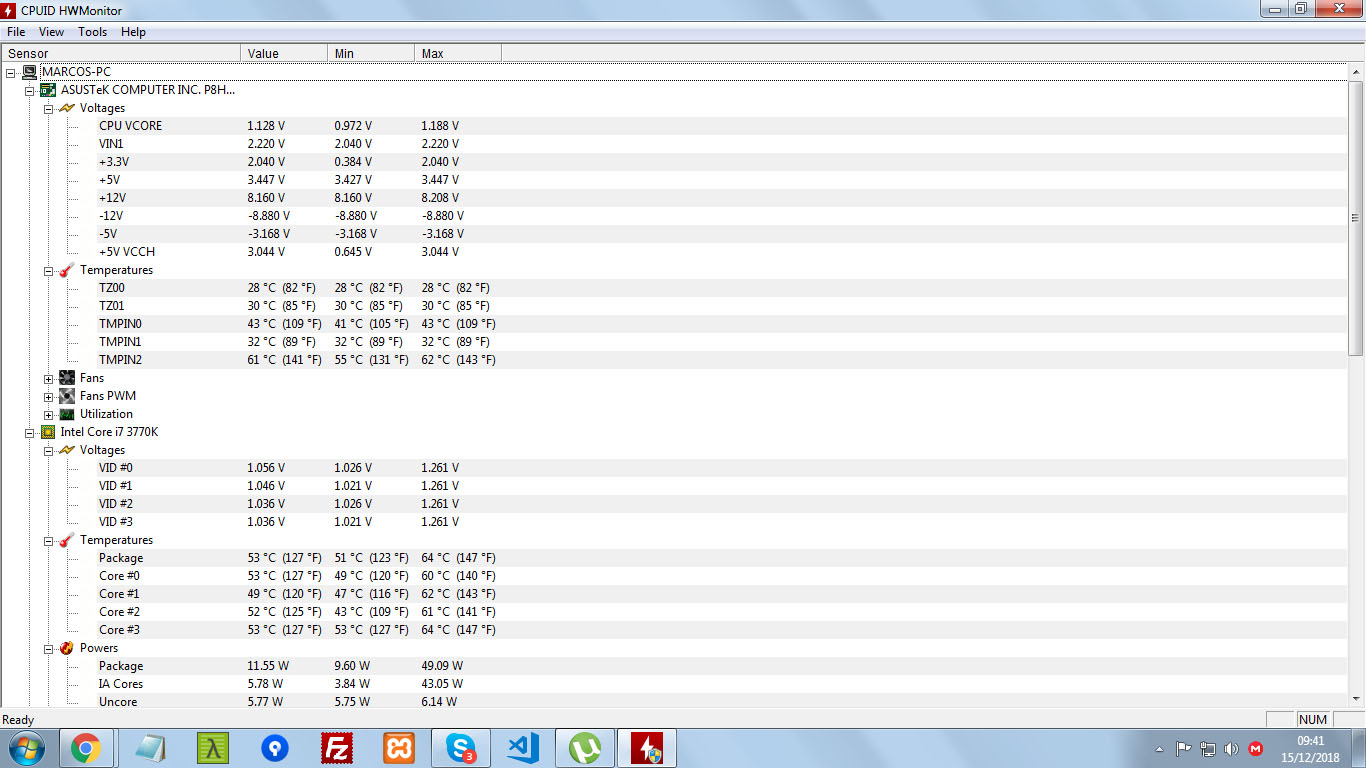 CPUID HWMonitor
File View Tools Help
Sensor Value Min Max
MARCOS-PC
ASUSTeK COMPUTER INC. P8H...
Voltages
CPU VCORE 1.128 V 0.972 V 1.188 V
VIN1 2.220 V 2.040 V 2.220 V
+3.3V 2.040 V 0.384 V 2.040 V
+5V 3.447 V 3.427 V 3.447 V
+12V 8.160 V 8.160 V 8.208 V
-12V -8.880 V -8.880 V -8.880 V
-5V -3.168 V -3.168 V -3.168 V
+5V VCCH 3.044 V 0.645 V 3.044 V
Temperatures
TZ00 28 °C (82 °F) 28 °C (82 °F) 28 °C (82 °F)
TZ01 30 °C (85 °F) 30 °C (85 °F) 30 °C (85 °F)
TMPIN0 43 °C (109 °F) 41 °C (105 °F) 43 °C (109 °F)
TMPIN1 32 °C (89 °F) 32 °C (89 °F) 32 °C (89 °F)
TMPIN2 61 °C (141 °F) 55 °C (131 °F) 62 °C (143 °F)
Fans
Fans PWM
Utilization
Intel Core i7 3770K
Voltages
VID #0 1.056 V 1.026 V 1.261 V
VID #1 1.046 V 1.021 V 1.261 V
VID #2 1.036 V 1.026 V 1.261 V
VID #3 1.036 V 1.021 V 1.261 V
Temperatures
Package 53 °C (127 °F) 51 °C (123 °F) 64 °C (147 °F)
Core #0 53 °C (127 °F) 49 °C (120 °F) 60 °C (140 °F)
Core #1 49 °C (120 °F) 47 °C (116 °F) 62 °C (143 °F)
Core #2 52 °C (125 °F) 43 °C (109 °F) 61 °C (141 °F)
Core #3 53 °C (127 °F) 53 °C (127 °F) 64 °C (147 °F)
Powers
Package 11.55 W 9.60 W 49.09 W
IA Cores 5.78 W 3.84 W 43.05 W
Uncore 5.77 W 5.75 W 6.14 W
Ready NUM
λ Fz S 3 µ M 09:41
15/12/2018